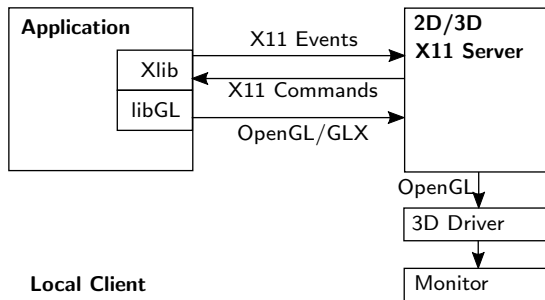 Application
2D/3D
X11 Server
X11 Events
Xlib
X11 Commands
libGL
OpenGL/GLX
OpenGL
3D Driver
Local Client
Monitor